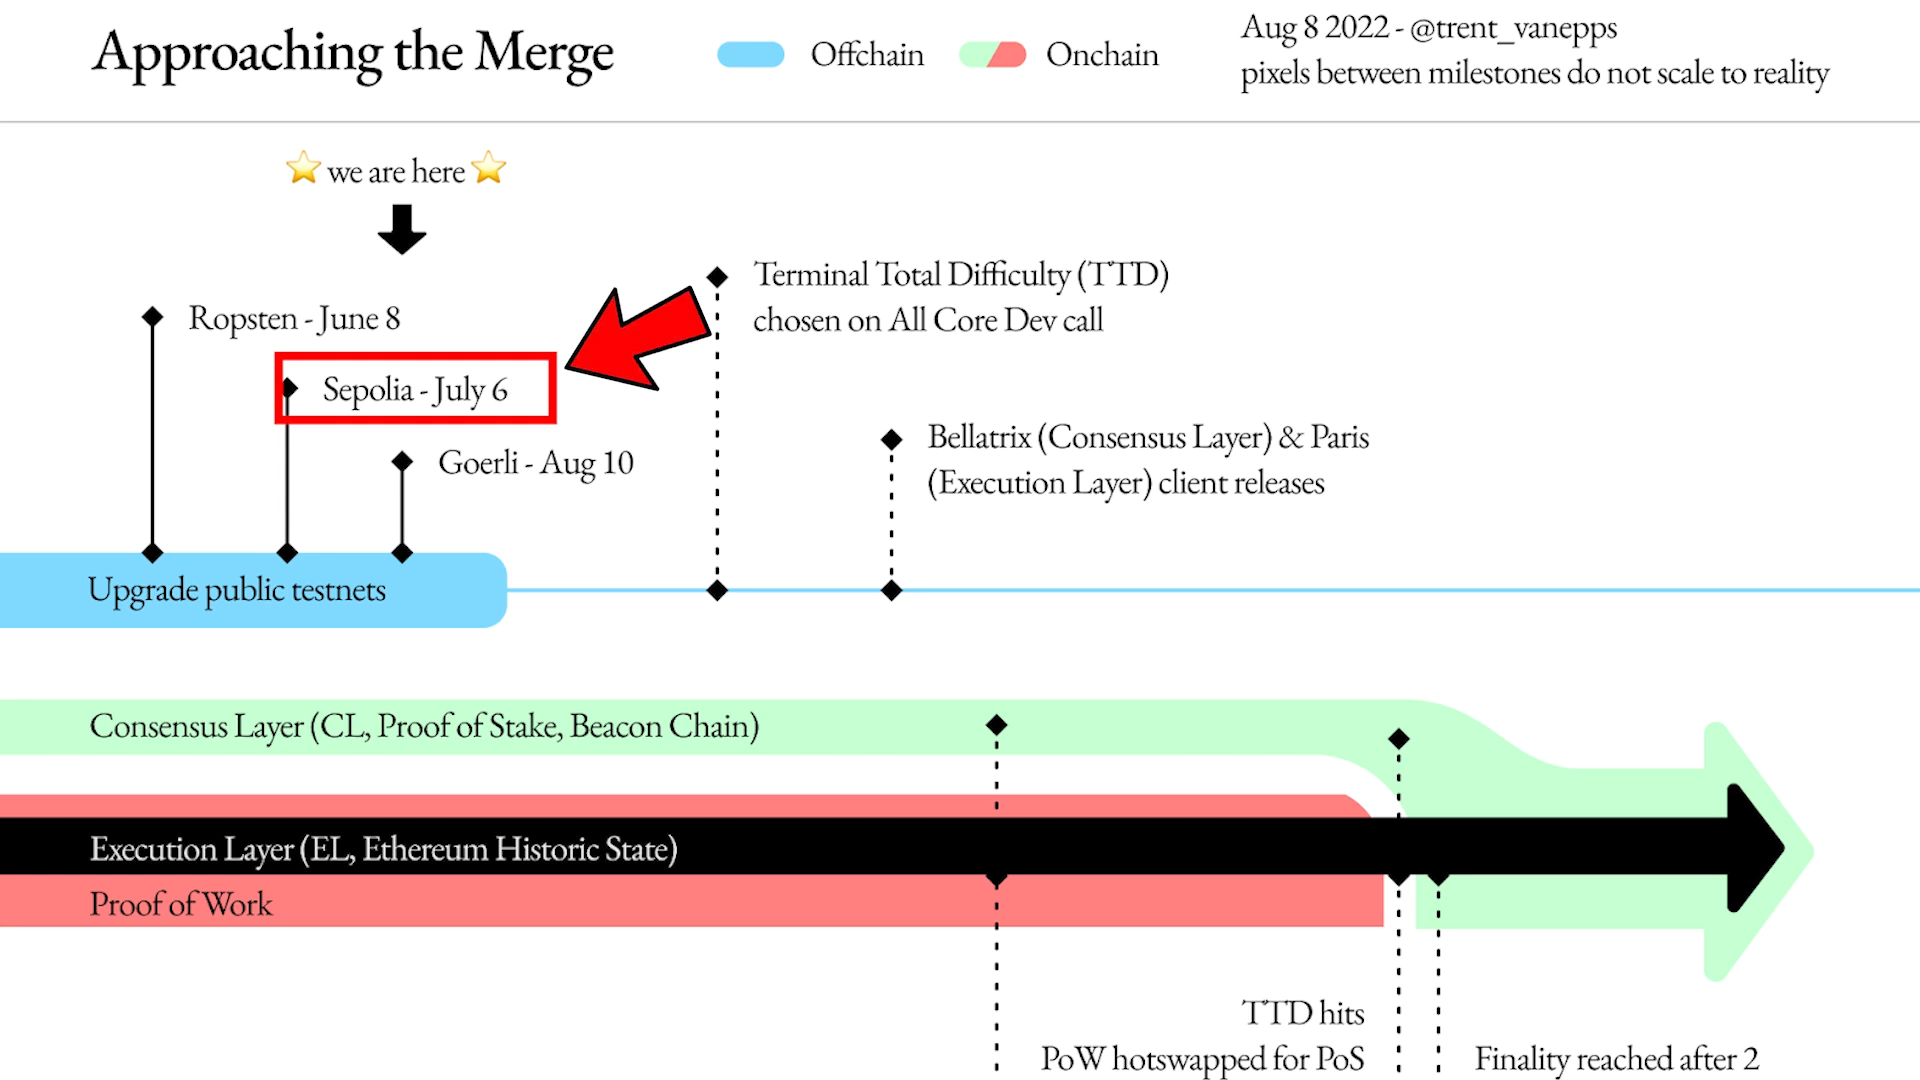 Approaching the Merge
Offchain
Onchain
Aug 8 2022 - @trent_vanepps
pixels between milestones do not scale to reality
we are here
Ropsten - June 8
Sepolia - July 6
Goerli - Aug 10
Terminal Total Difficulty (TTD)
chosen on All Core Dev call
Bellatrix (Consensus Layer) & Paris
(Execution Layer) client releases
Upgrade public testnets
Consensus Layer (CL, Proof of Stake, Beacon Chain)
Execution Layer (EL, Ethereum Historic State)
Proof of Work
TTD hits
PoW hotswapped for PoS
Finality reached after 2